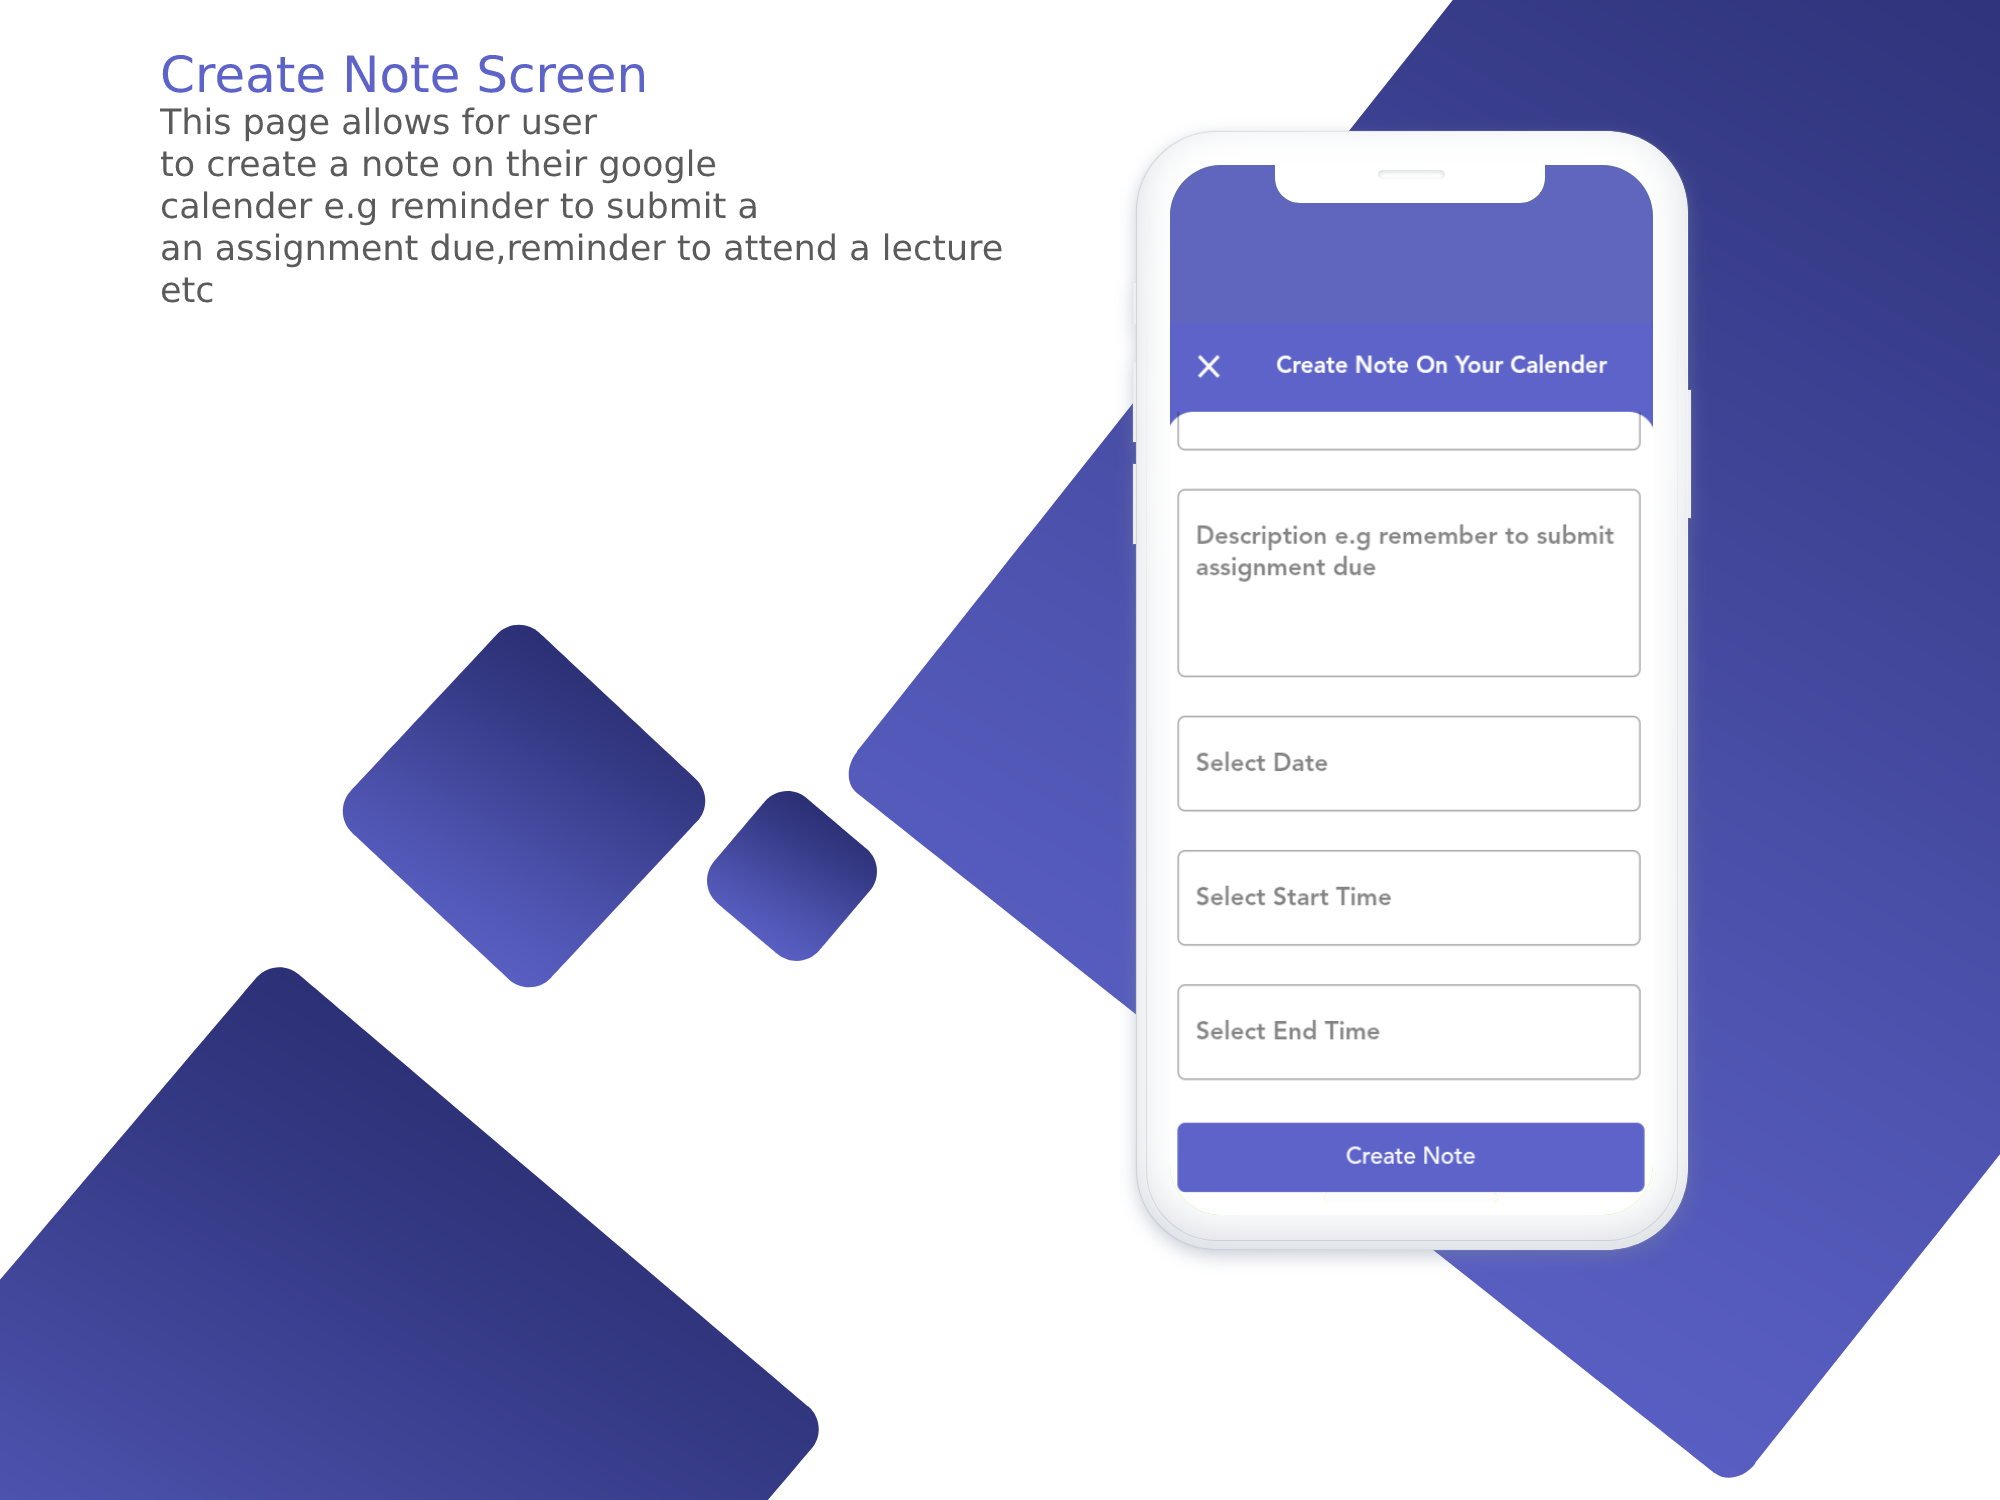 Create Note Screen
This page allows for user
to create a note on their google
calender e.g reminder to submit a
an assignment due,reminder to attend a lecture
etc
Create Note On Your Calender
Description e.g remember to submit
assignment due
Select Date
Select Start Time
Select End Time
Create Note